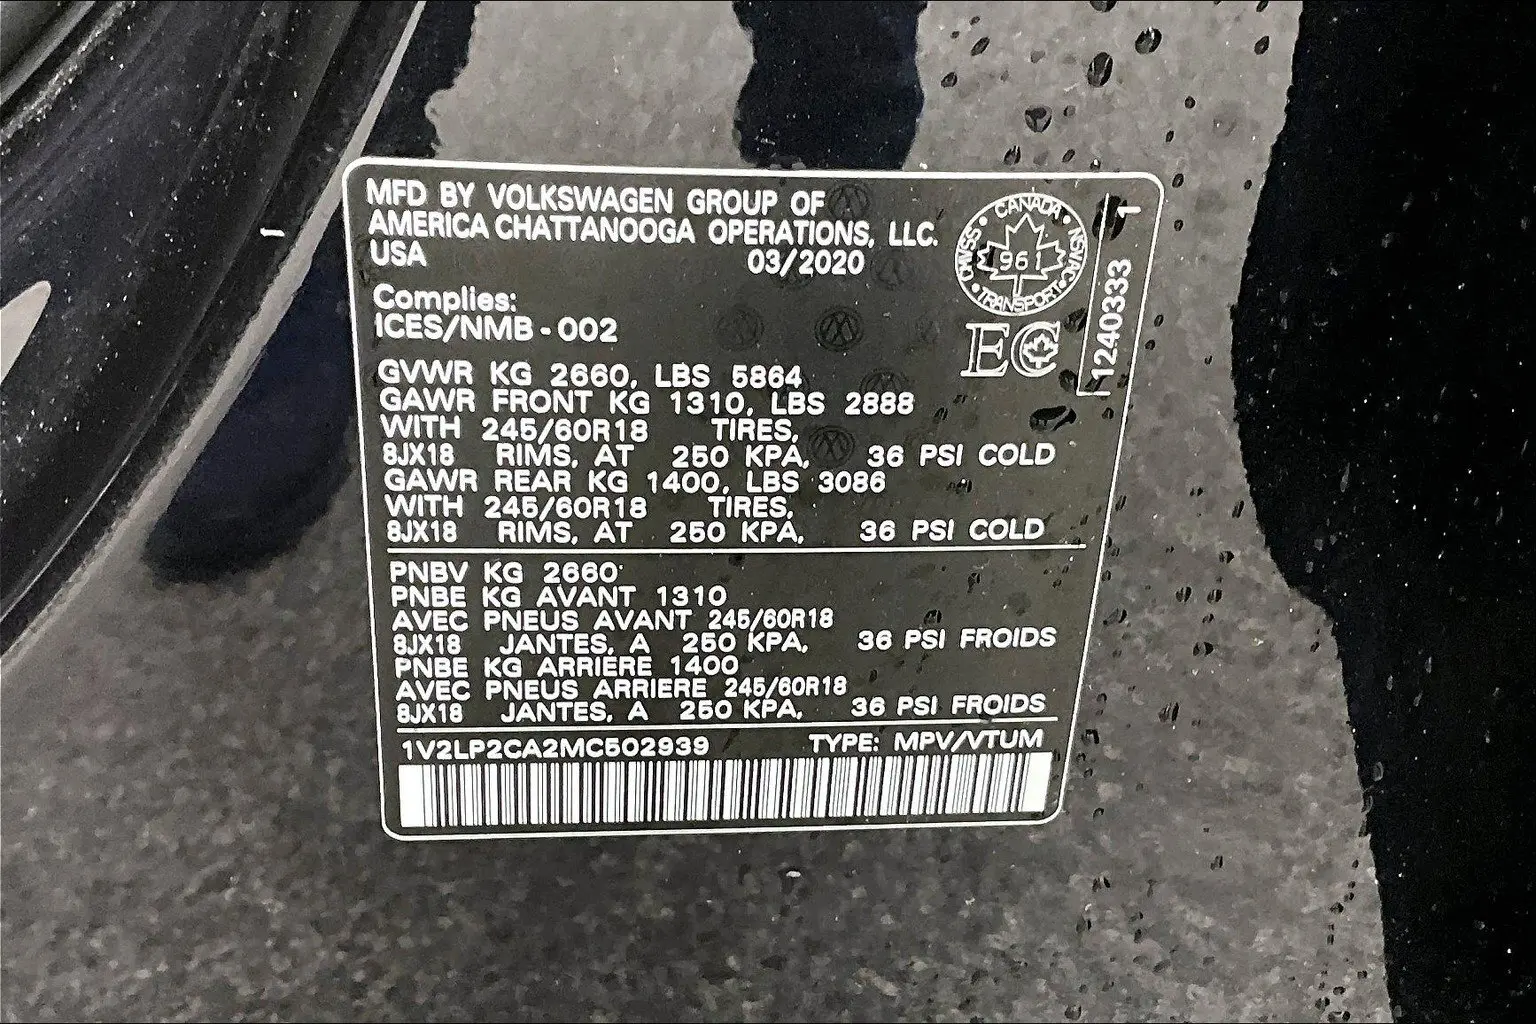 MFD BY VOLKSWAGEN GROUP OF
AMERICA CHATTANOOGA OPERATIONS, LLC.
USA 03/2020
CANADA
CMVSS NSVAC
961
TRANSPORT
EC
1240333 1
Complies:
ICES/NMB - 002
GVWR KG 2660, LBS 5864
GAWR FRONT KG 1310, LBS 2888
WITH 245/60R18 TIRES,
8JX18 RIMS, AT 250 KPA, 36 PSI COLD
GAWR REAR KG 1400, LBS 3086
WITH 245/60R18 TIRES,
8JX18 RIMS, AT 250 KPA, 36 PSI COLD
PNBV KG 2660
PNBE KG AVANT 1310
AVEC PNEUS AVANT 245/60R18
8JX18 JANTES, A 250 KPA, 36 PSI FROIDS
PNBE KG ARRIERE 1400
AVEC PNEUS ARRIERE 245/60R18
8JX18 JANTES, A 250 KPA, 36 PSI FROIDS
1V2LP2CA2MC502939 TYPE: MPV/VTUM